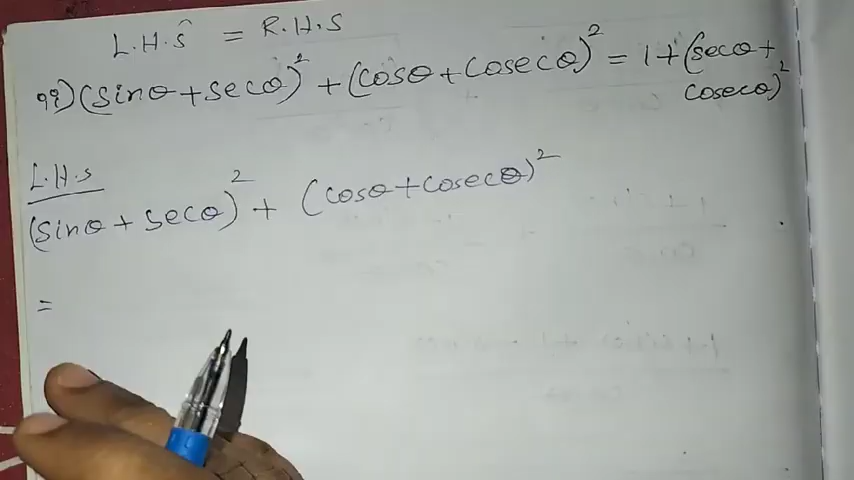 L.H.S = R.H.S
99) (sinθ + secθ)² + (cosθ + cosecθ)² = 1 + (secθ +
cosecθ)²
L.H.S
(sinθ + secθ)² + (cosθ + cosecθ)²
=